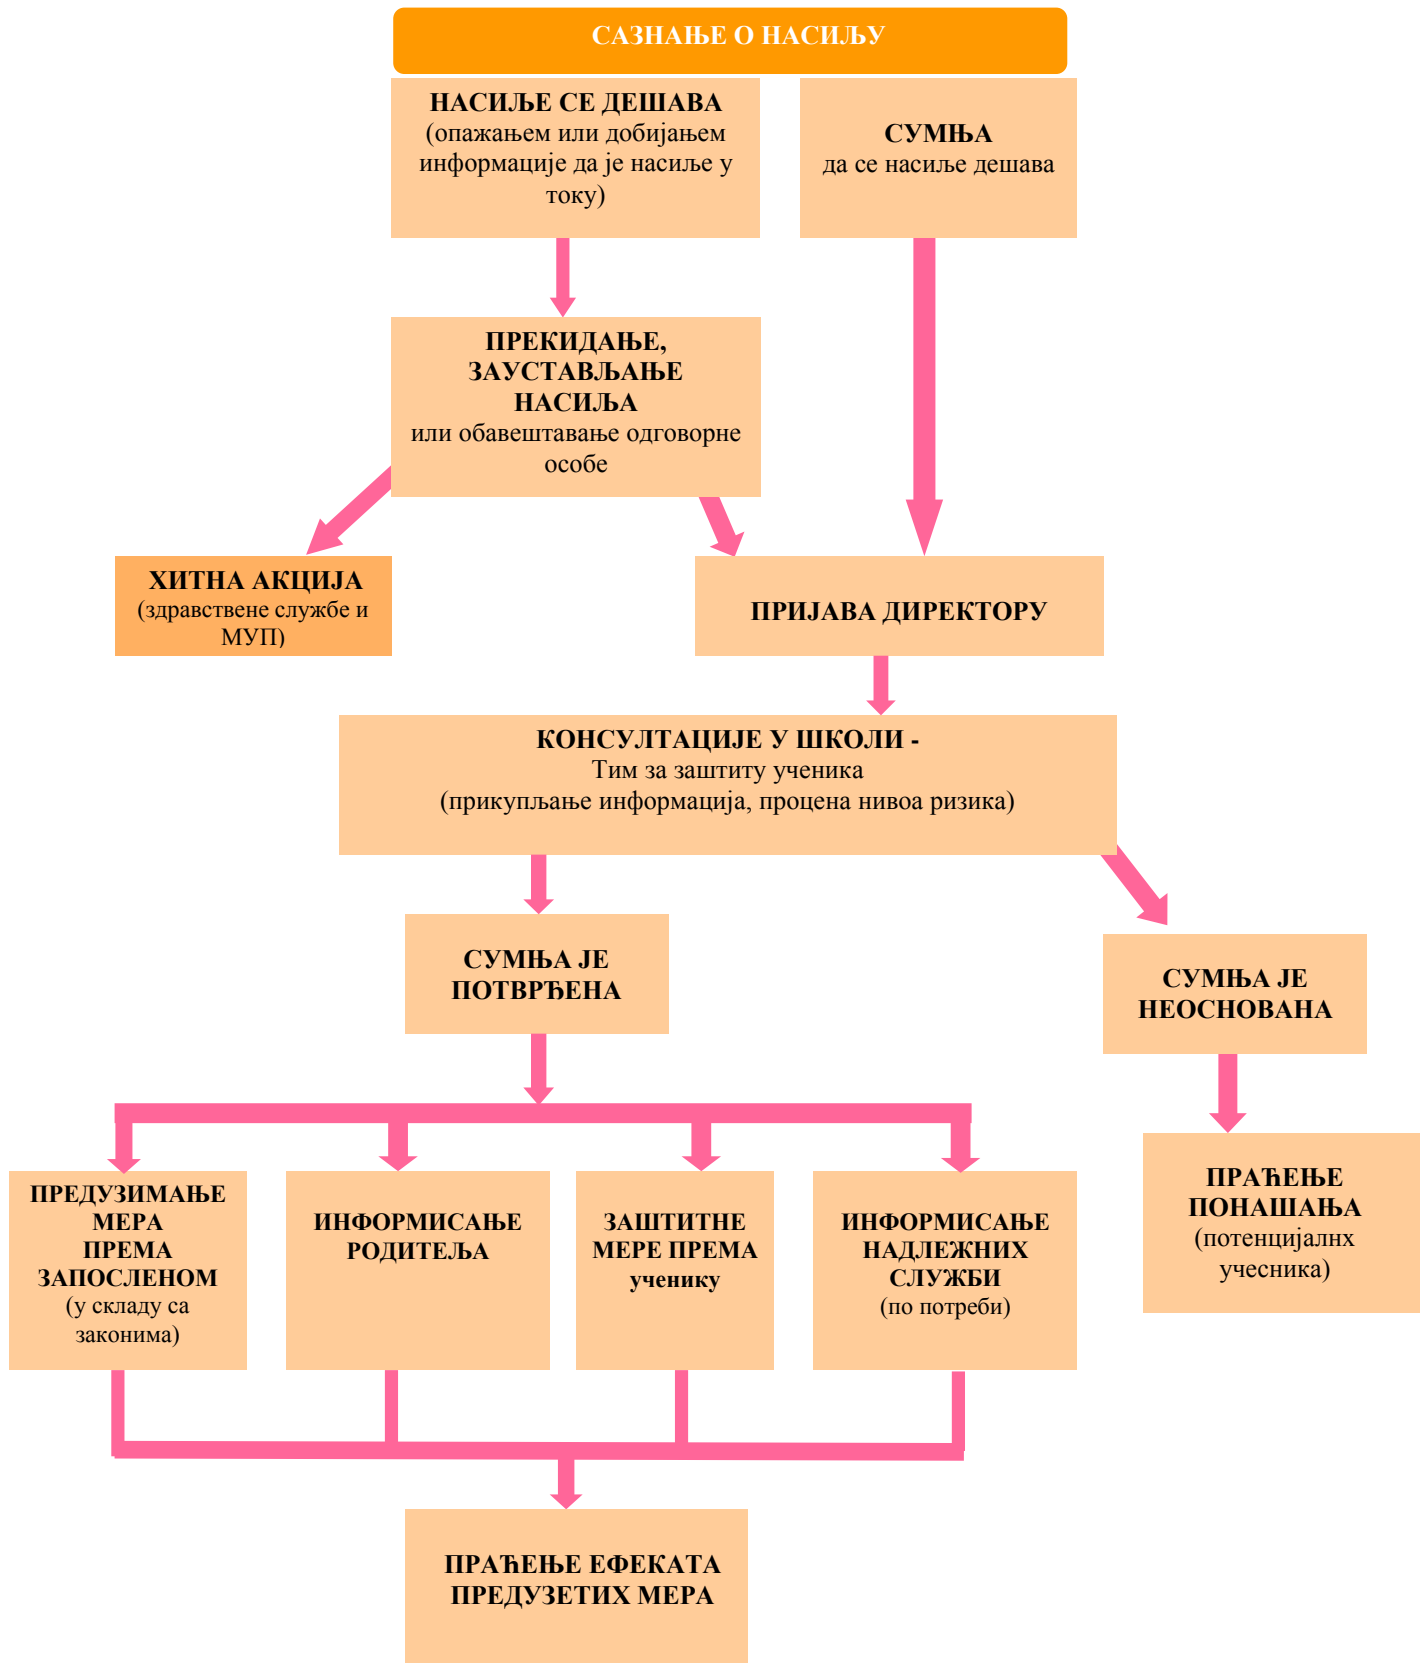 САЗНАЊЕ О НАСИЉУ
НАСИЉЕ СЕ ДЕШАВА
(опажањем или добијањем
информације да је насиље у
току)
СУМЊА
да се насиље дешава
ПРЕКИДАЊЕ,
ЗАУСТАВЉАЊЕ
НАСИЉА
или обавештавање одговорне
особе
ХИТНА АКЦИЈА
(здравствене службе и
МУП)
ПРИЈАВА ДИРЕКТОРУ
КОНСУЛТАЦИЈЕ У ШКОЛИ -
Тим за заштиту ученика
(прикупљање информација, процена нивоа ризика)
СУМЊА ЈЕ
ПОТВРЂЕНА
СУМЊА ЈЕ
НЕОСНОВАНА
ПРЕДУЗИМАЊЕ
МЕРА
ПРЕМА
ЗАПОСЛЕНОМ
(у складу са
законима)
ИНФОРМИСАЊЕ
РОДИТЕЉА
ЗАШТИТНЕ
МЕРЕ ПРЕМА
ученику
ИНФОРМИСАЊЕ
НАДЛЕЖНИХ
СЛУЖБИ
(по потреби)
ПРАЋЕЊЕ
ПОНАШАЊА
(потенцијалнх
учесника)
ПРАЋЕЊЕ ЕФЕКАТА
ПРЕДУЗЕТИХ МЕРА